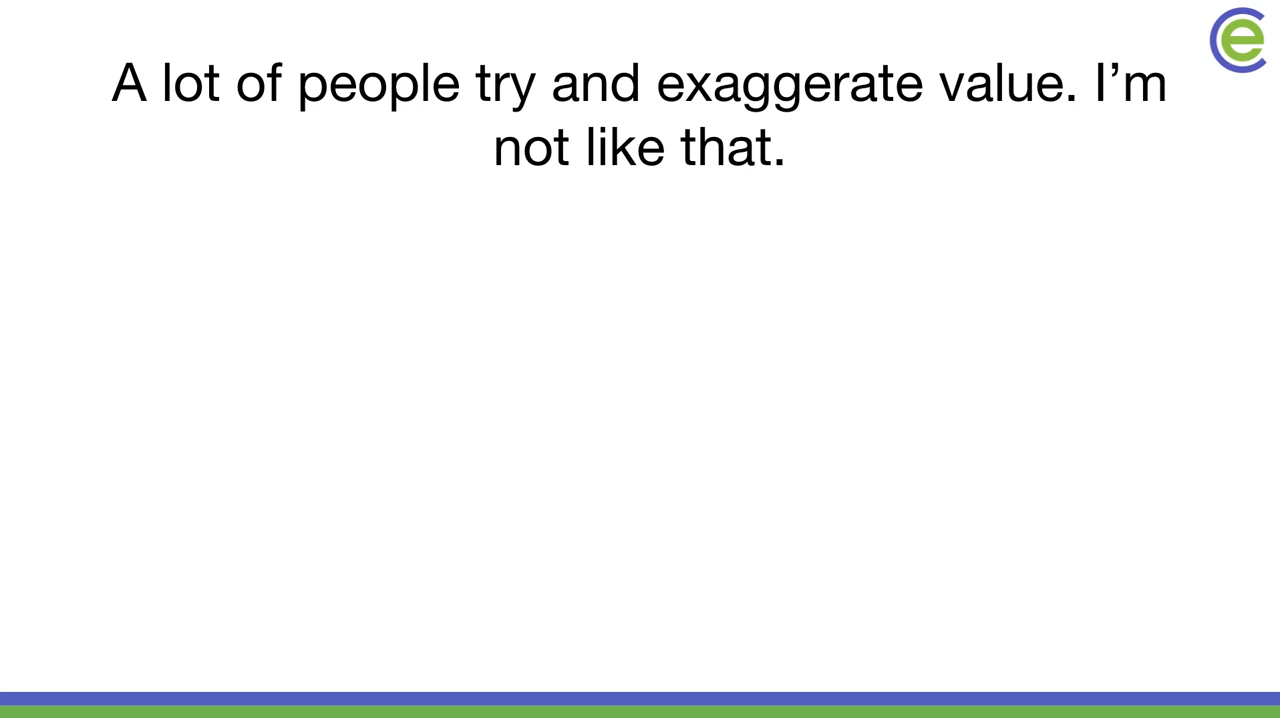 A lot of people try and exaggerate value. I’m
not like that.